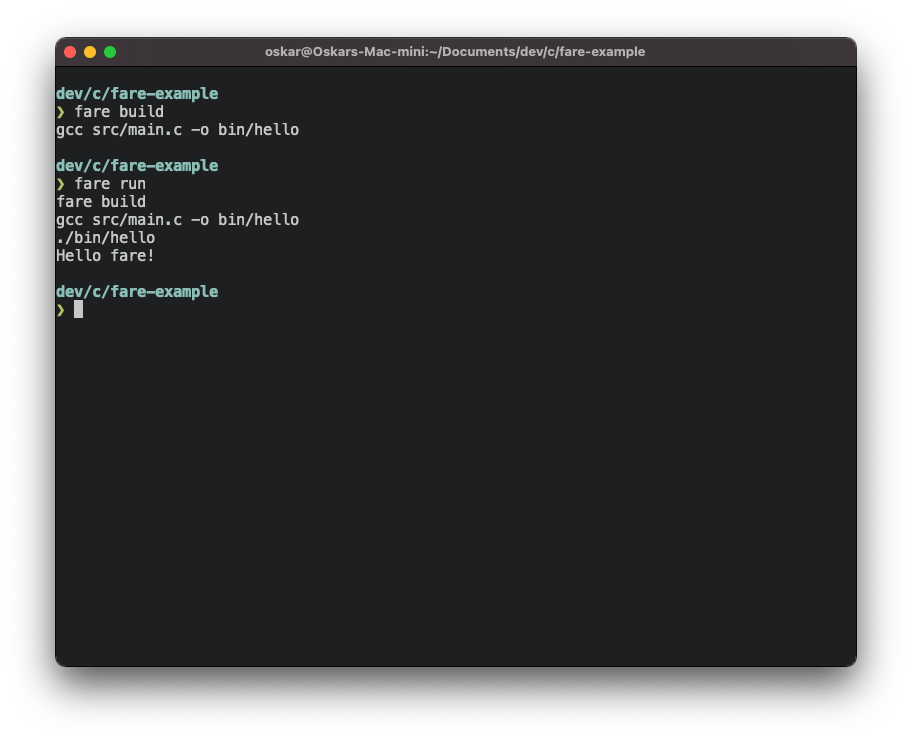 oskar@Oskars-Mac-mini:~/Documents/dev/c/fare-example
dev/c/fare-example
❯ fare build
gcc src/main.c -o bin/hello
dev/c/fare-example
❯ fare run
fare build
gcc src/main.c -o bin/hello
./bin/hello
Hello fare!
dev/c/fare-example
❯